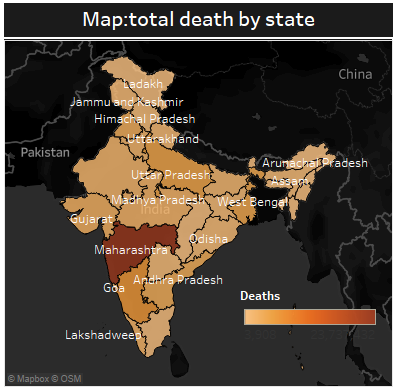 Map:total death by state
China
Ladakh
Jammu and Kashmir
Himachal Pradesh
Uttarakhand
Pakistan
Arunachal Pradesh
Uttar Pradesh
Assam
Madhya Pradesh
West Bengal
India
Gujarat
Odisha
Maharashtra
Andhra Pradesh
Goa
Deaths
Lakshadweep
© Mapbox © OSM